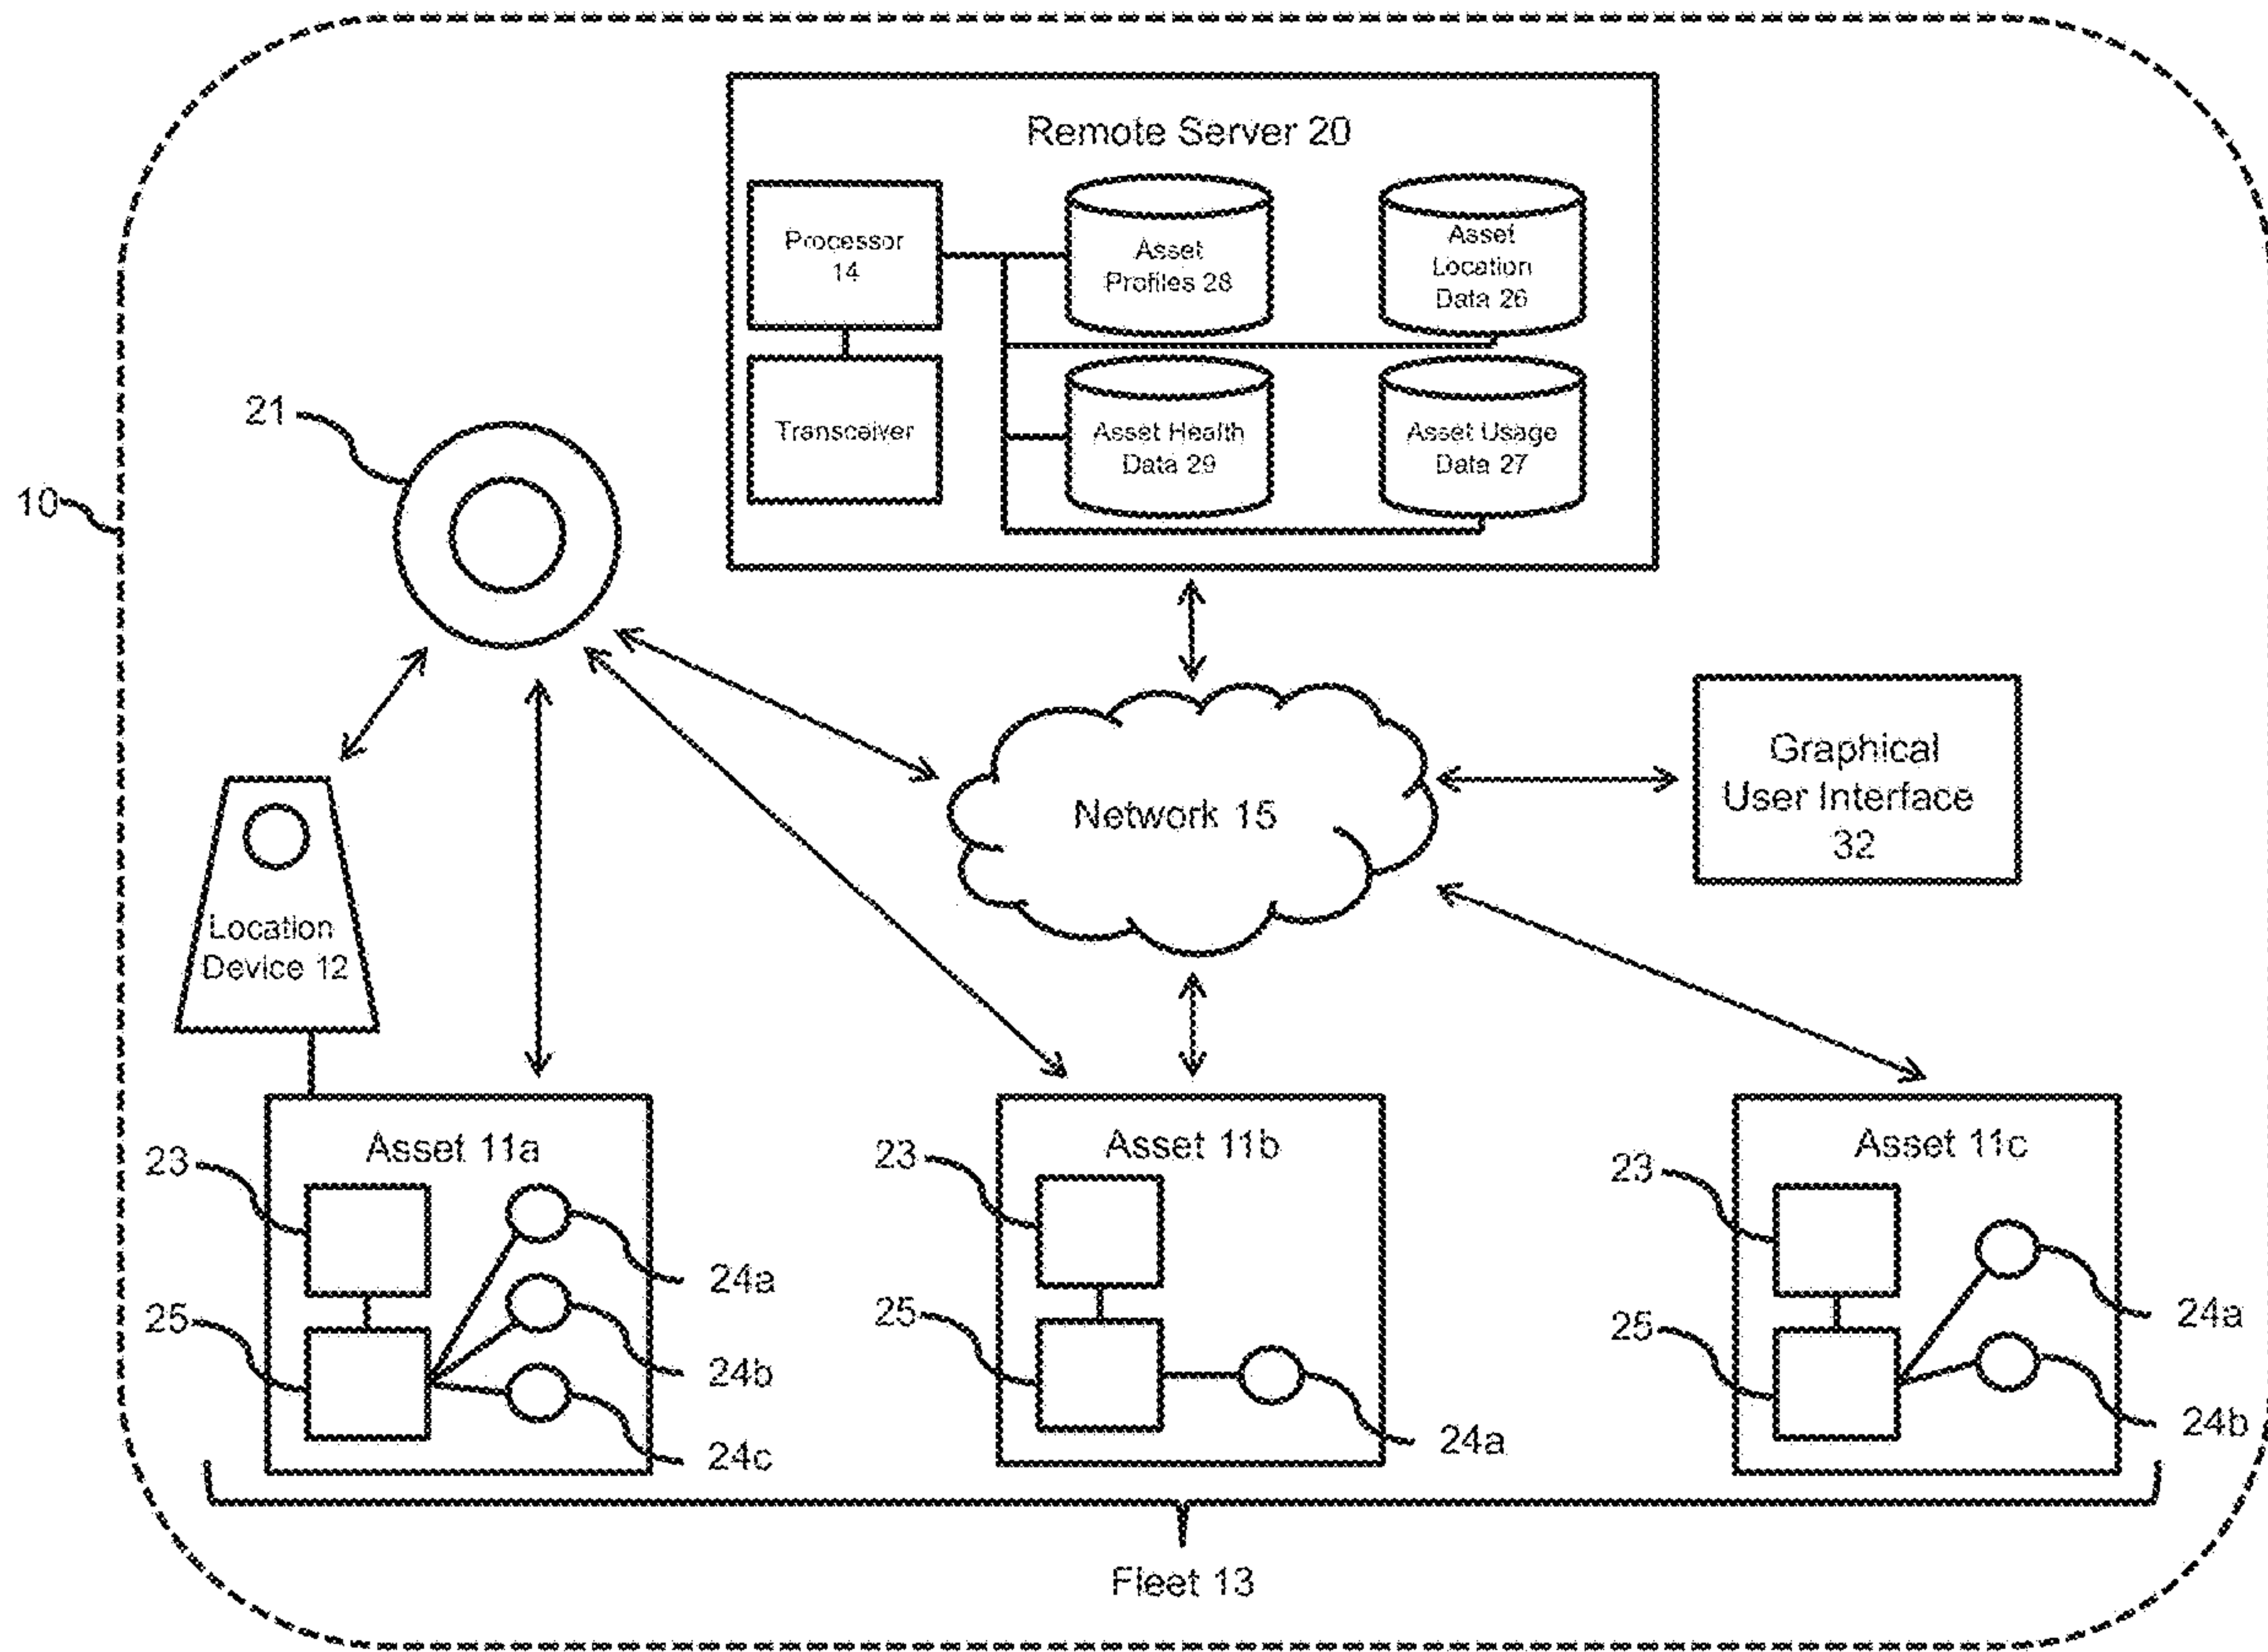 Remote Server 20
Processor
14
Asset
Profiles 28
Asset
Location
Data 26
Transceiver
Asset Health
Data 29
Asset Usage
Data 27
21
10
Network 15
Graphical
User Interface
32
Location
Device 12
Asset 11a
23
25
24a
24b
24c
Asset 11b
23
25
24a
Asset 11c
23
25
24a
24b
Fleet 13